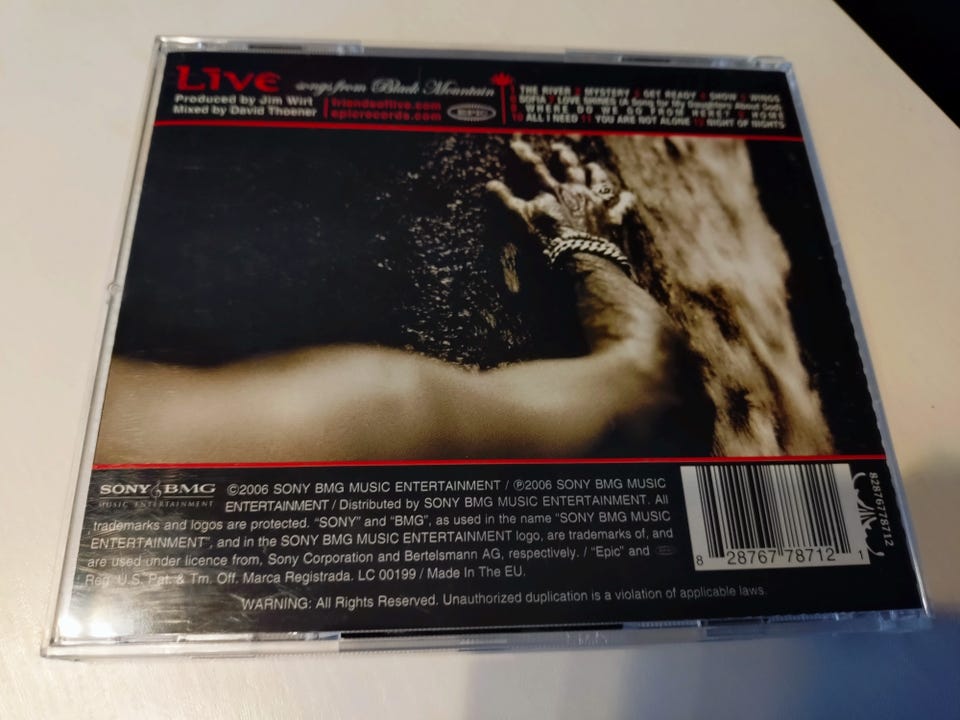 LIVE songs from Black Mountain
Produced by Jim Wirt
Mixed by David Thoener
friendsoflive.com
epicrecords.com
epic
1 THE RIVER 2 MYSTERY 3 GET READY 4 SHOW 5 WINGS
6 SOFIA 7 LOVE SHINES (A Song for My Daughters About God)
8 WHERE DO WE GO FROM HERE? 9 HOME
10 ALL I NEED 11 YOU ARE NOT ALONE 12 NIGHT OF NIGHTS
SONY BMG
MUSIC ENTERTAINMENT
©2006 SONY BMG MUSIC ENTERTAINMENT / ℗2006 SONY BMG MUSIC
ENTERTAINMENT / Distributed by SONY BMG MUSIC ENTERTAINMENT. All
trademarks and logos are protected. "SONY" and "BMG", as used in the name "SONY BMG MUSIC
ENTERTAINMENT", and in the SONY BMG MUSIC ENTERTAINMENT logo, are trademarks of, and
are used under licence from, Sony Corporation and Bertelsmann AG, respectively. / "Epic" and
Reg. U.S. Pat. & Tm. Off. Marca Registrada. LC 00199 / Made In The EU.
WARNING: All Rights Reserved. Unauthorized duplication is a violation of applicable laws.
8 28767 78712 1
82876778712